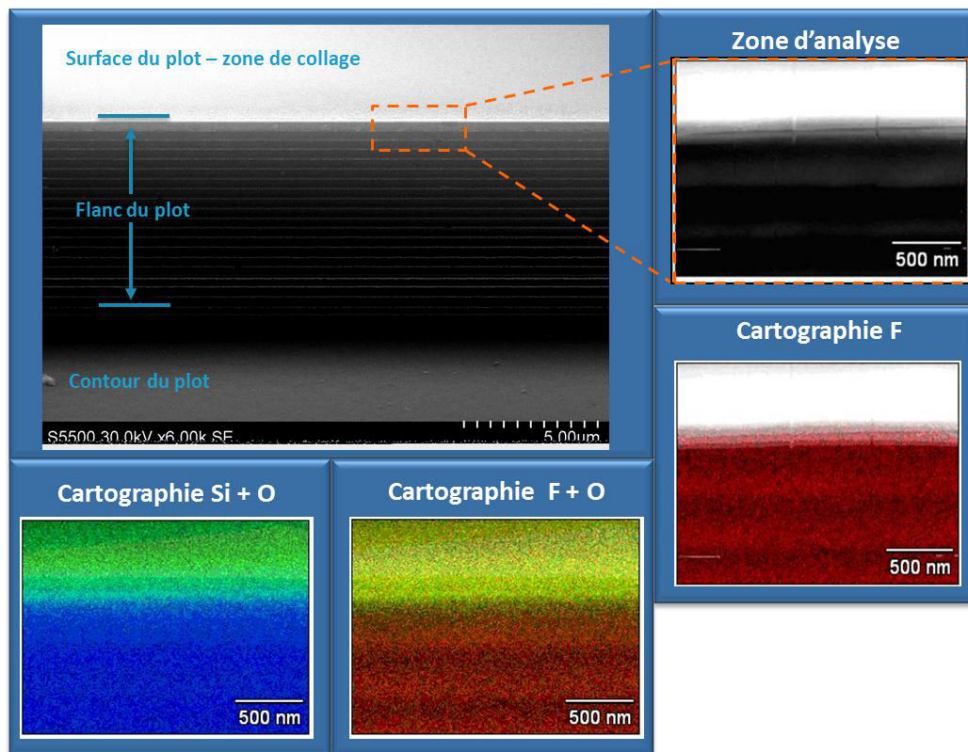 Surface du plot – zone de collage
Flanc du plot
Contour du plot
S5500 30.0kV x6.00k SE
5.00um
Zone d'analyse
500 nm
Cartographie F
500 nm
Cartographie Si + O
500 nm
Cartographie F + O
500 nm